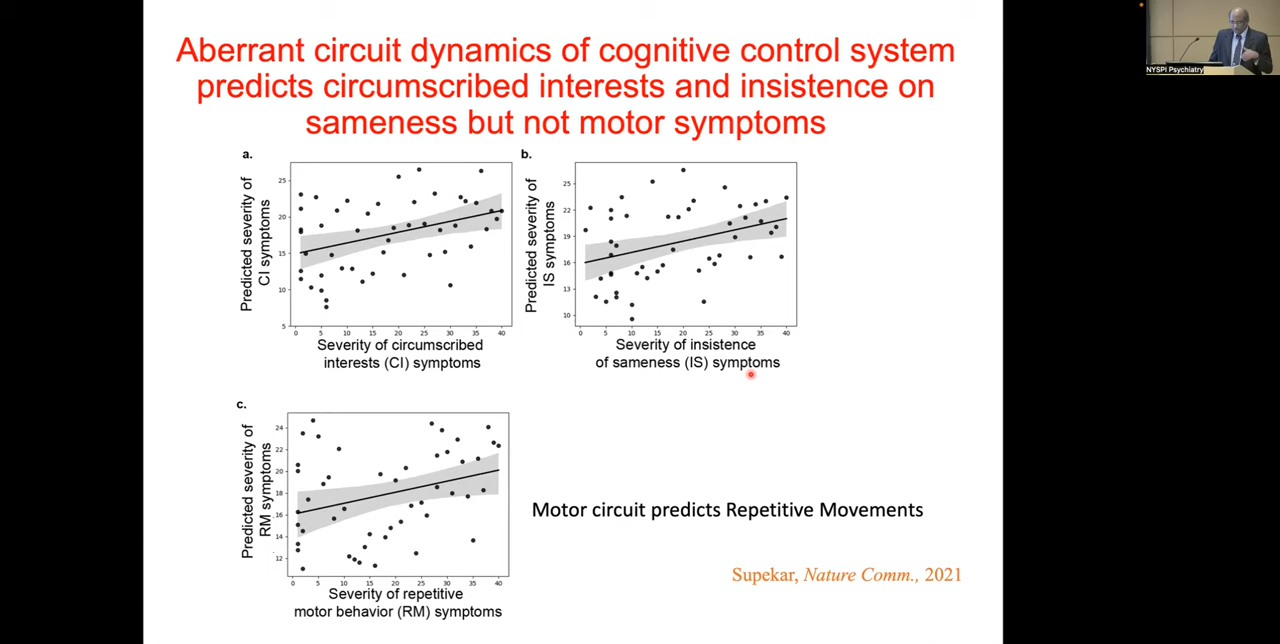 Aberrant circuit dynamics of cognitive control system
predicts circumscribed interests and insistence on
sameness but not motor symptoms
NYSPI Psychiatry
a.
Predicted severity of
CI symptoms
25
20
15
10
5
0 5 10 15 20 25 30 35 40
Severity of circumscribed
interests (CI) symptoms
b.
Predicted severity of
IS symptoms
25
22
19
16
13
10
0 5 10 15 20 25 30 35 40
Severity of insistence
of sameness (IS) symptoms
c.
Predicted severity of
RM symptoms
24
22
20
18
16
14
12
0 5 10 15 20 25 30 35 40
Severity of repetitive
motor behavior (RM) symptoms
Motor circuit predicts Repetitive Movements
Supekar, Nature Comm., 2021